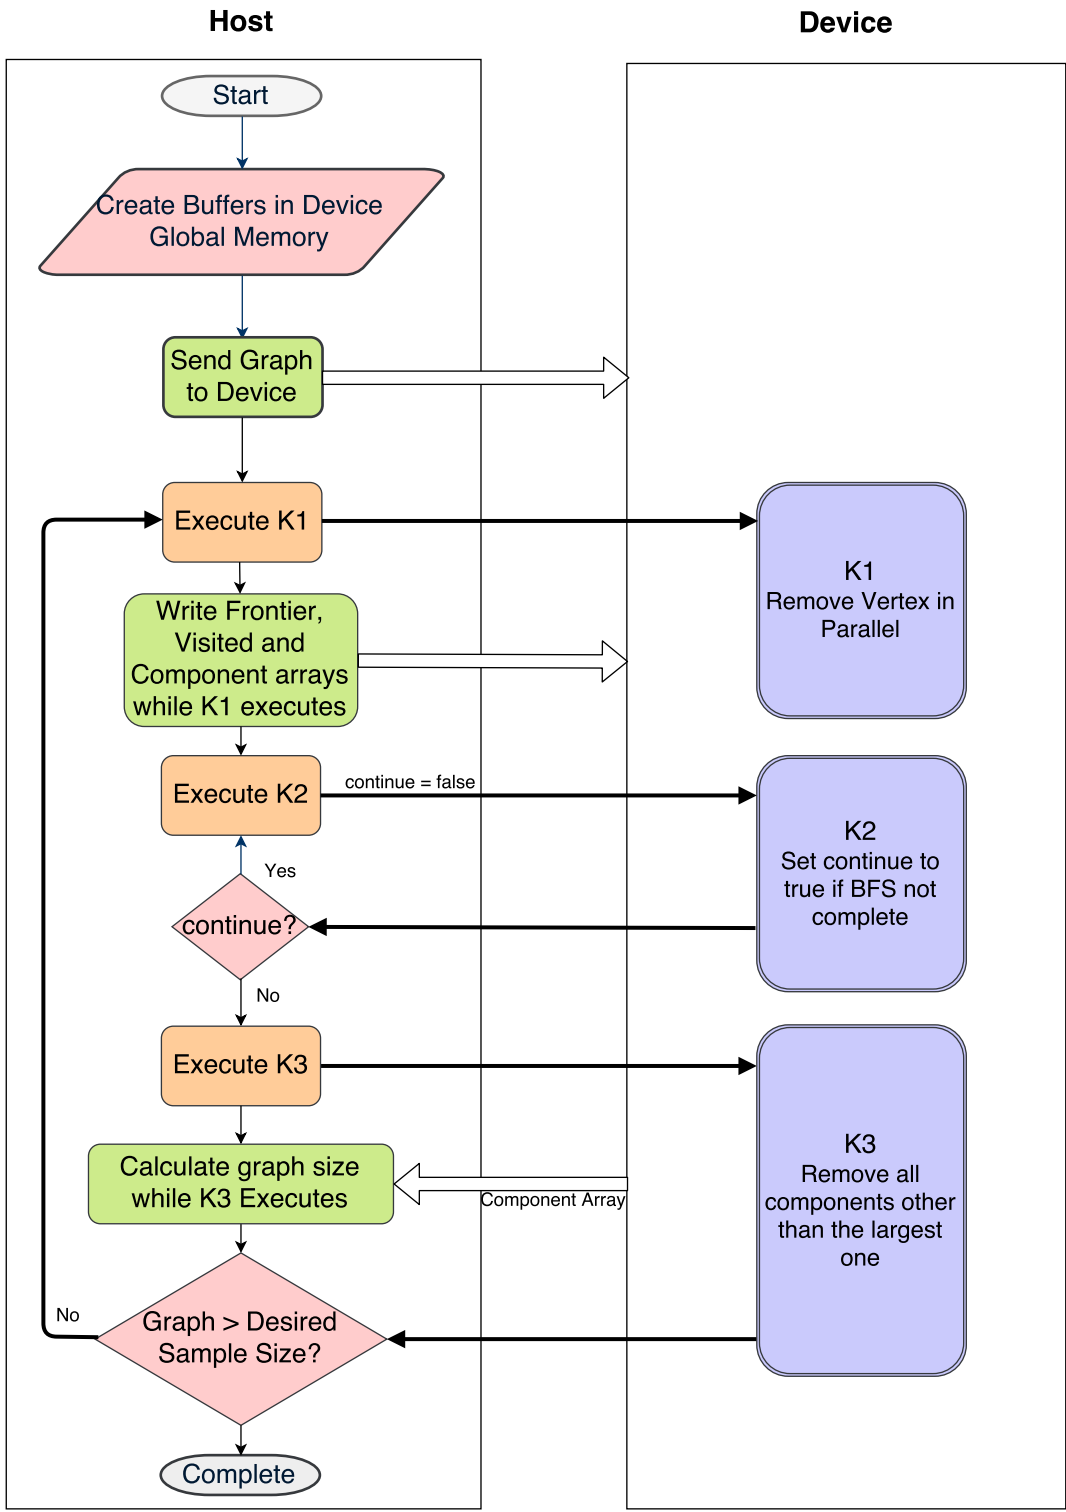 Host
Device
Start
Create Buffers in Device
Global Memory
Send Graph
to Device
Execute K1
K1
Remove Vertex in
Parallel
Write Frontier,
Visited and
Component arrays
while K1 executes
Execute K2
continue = false
K2
Set continue to
true if BFS not
complete
Yes
continue?
No
Execute K3
K3
Remove all
components other
than the largest
one
Calculate graph size
while K3 Executes
Component Array
No
Graph > Desired
Sample Size?
Complete